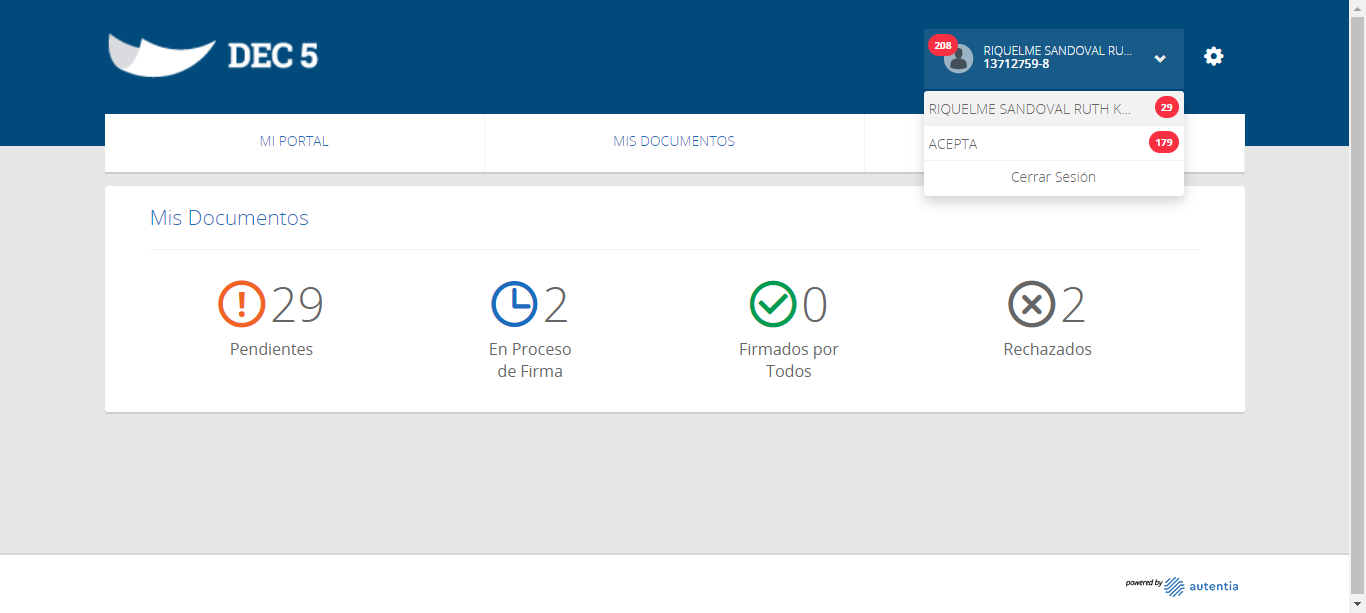 DEC 5
208
RIQUELME SANDOVAL RU...
13712759-8
RIQUELME SANDOVAL RUTH K...
29
ACEPTA
179
Cerrar Sesión
MI PORTAL
MIS DOCUMENTOS
Mis Documentos
29
Pendientes
2
En Proceso
de Firma
0
Firmados por
Todos
2
Rechazados
powered by
autentia